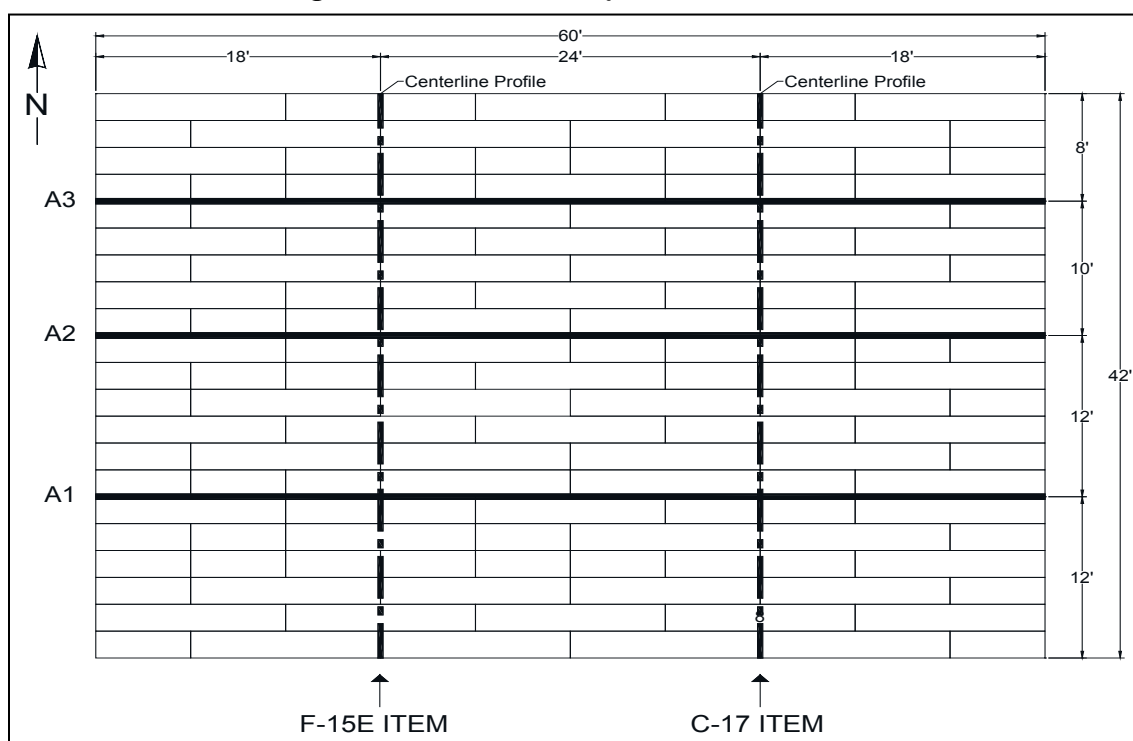 60'
18' 24' 18'
Centerline Profile Centerline Profile
N
8'
A3
10'
A2
42'
12'
A1
12'
8
F-15E ITEM C-17 ITEM